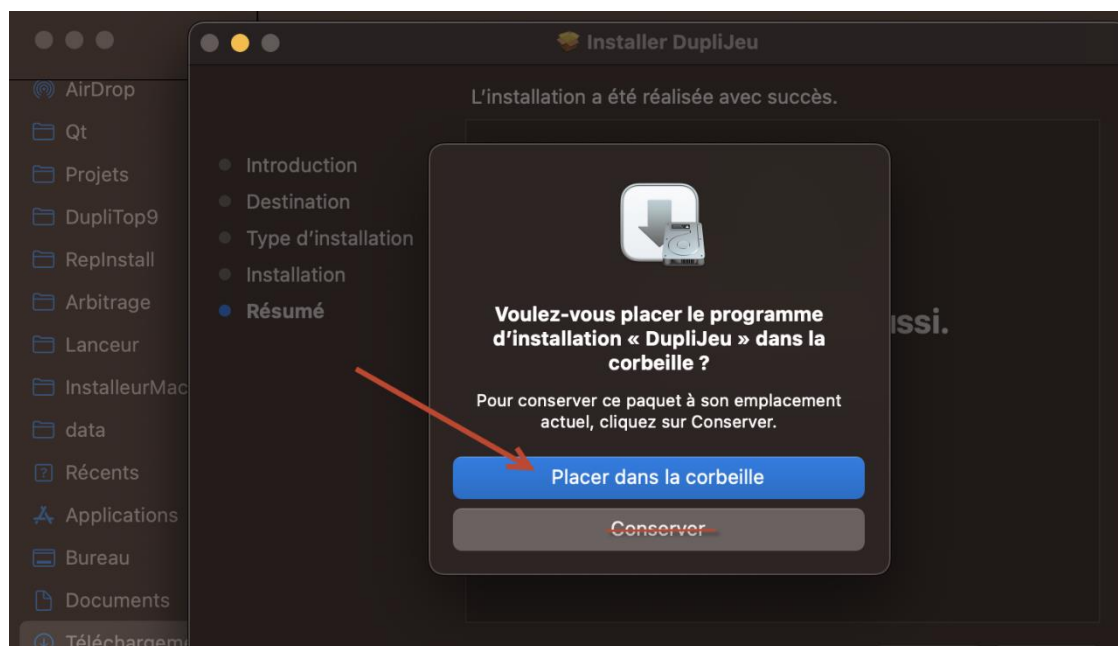 Installer DupliJeu
AirDrop
Qt
Projets
DupliTop9
RepInstall
Arbitrage
Lanceur
InstalleurMac
data
Récents
Applications
Bureau
Documents
L'installation a été réalisée avec succès.
Introduction
Destination
Type d'installation
Installation
Résumé
Voulez-vous placer le programme
d'installation « DupliJeu » dans la
corbeille ?
Pour conserver ce paquet à son emplacement
actuel, cliquez sur Conserver.
Placer dans la corbeille
Conserver